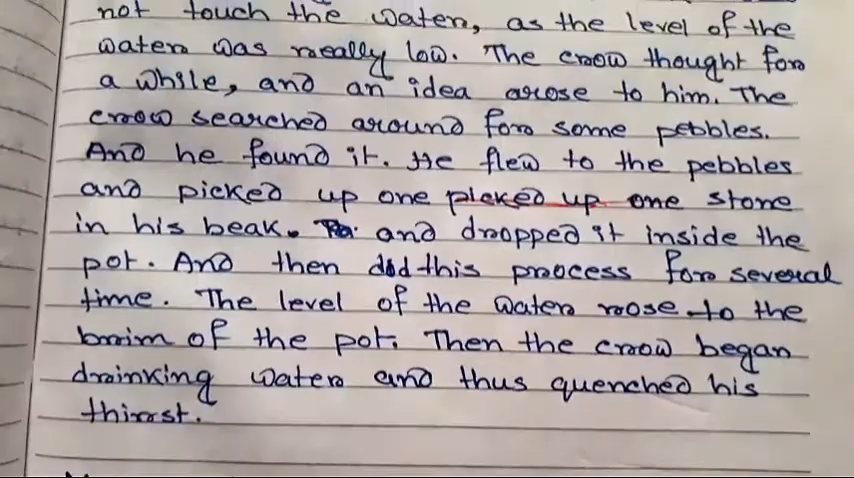 not touch the water, as the level of the
water was really low. The crow thought for
a while, and an idea arose to him. The
crow searched around for some pebbles.
And he found it. He flew to the pebbles
and picked up one picked up one stone
in his beak. and dropped it inside the
pot. And then did this process for several
time. The level of the water rose to the
brim of the pot. Then the crow began
drinking water and thus quenched his
thirst.